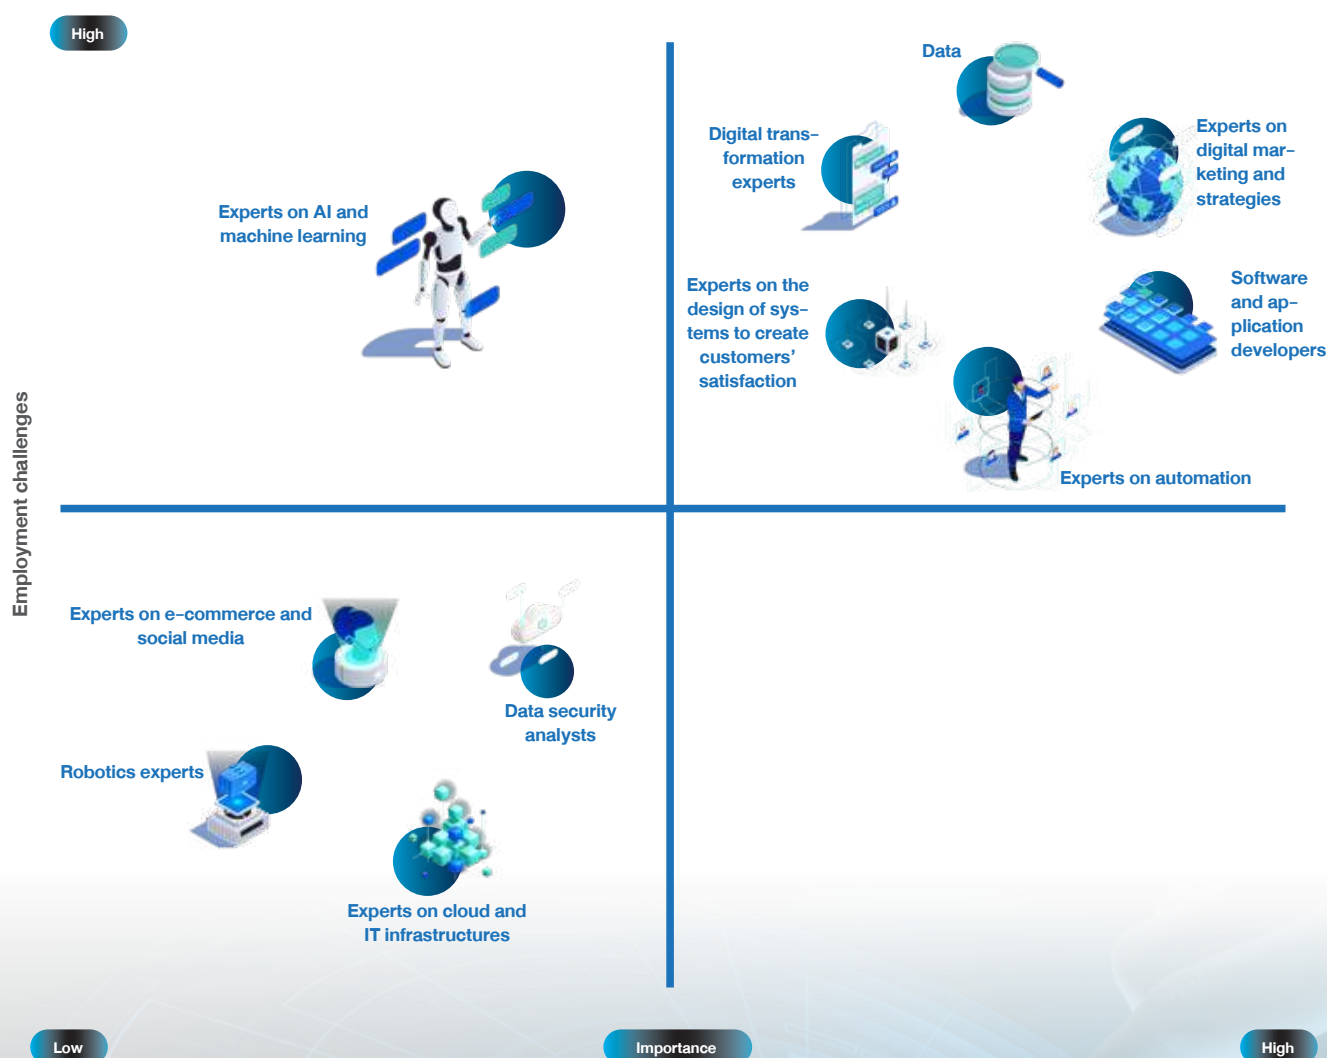 High
Data
Digital trans-
formation
experts
Experts on
digital mar-
keting and
strategies
Experts on AI and
machine learning
Experts on the
design of sys-
tems to create
customers'
satisfaction
Software
and ap-
plication
developers
Experts on automation
Employment challenges
Experts on e-commerce and
social media
Data security
analysts
Robotics experts
Experts on cloud and
IT infrastructures
Low
Importance
High